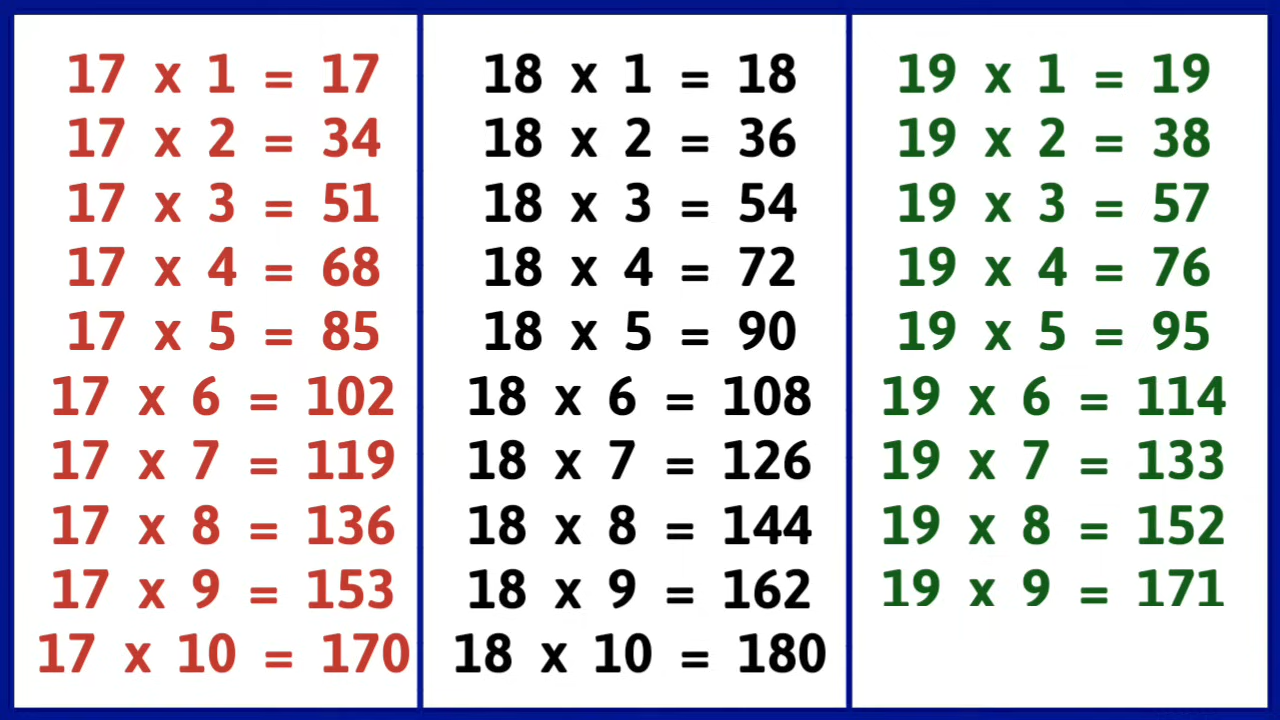 17 x 1 = 17
17 x 2 = 34
17 x 3 = 51
17 x 4 = 68
17 x 5 = 85
17 x 6 = 102
17 x 7 = 119
17 x 8 = 136
17 x 9 = 153
17 x 10 = 170
18 x 1 = 18
18 x 2 = 36
18 x 3 = 54
18 x 4 = 72
18 x 5 = 90
18 x 6 = 108
18 x 7 = 126
18 x 8 = 144
18 x 9 = 162
18 x 10 = 180
19 x 1 = 19
19 x 2 = 38
19 x 3 = 57
19 x 4 = 76
19 x 5 = 95
19 x 6 = 114
19 x 7 = 133
19 x 8 = 152
19 x 9 = 171